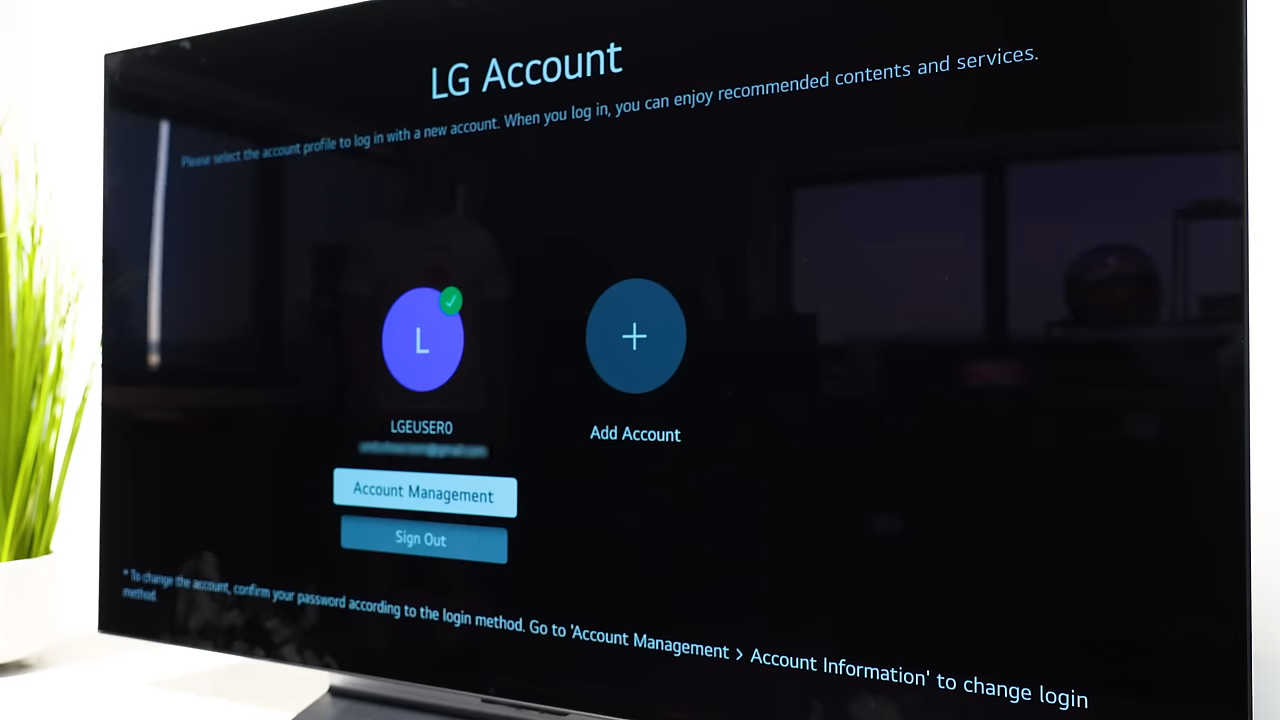 LG Account
Please select the account profile to log in with a new account. When you log in, you can enjoy recommended contents and services.
L
LGEUSER0
Add Account
Account Management
Sign Out
* To change the account, confirm your password according to the login method. Go to 'Account Management > Account Information' to change login
method.